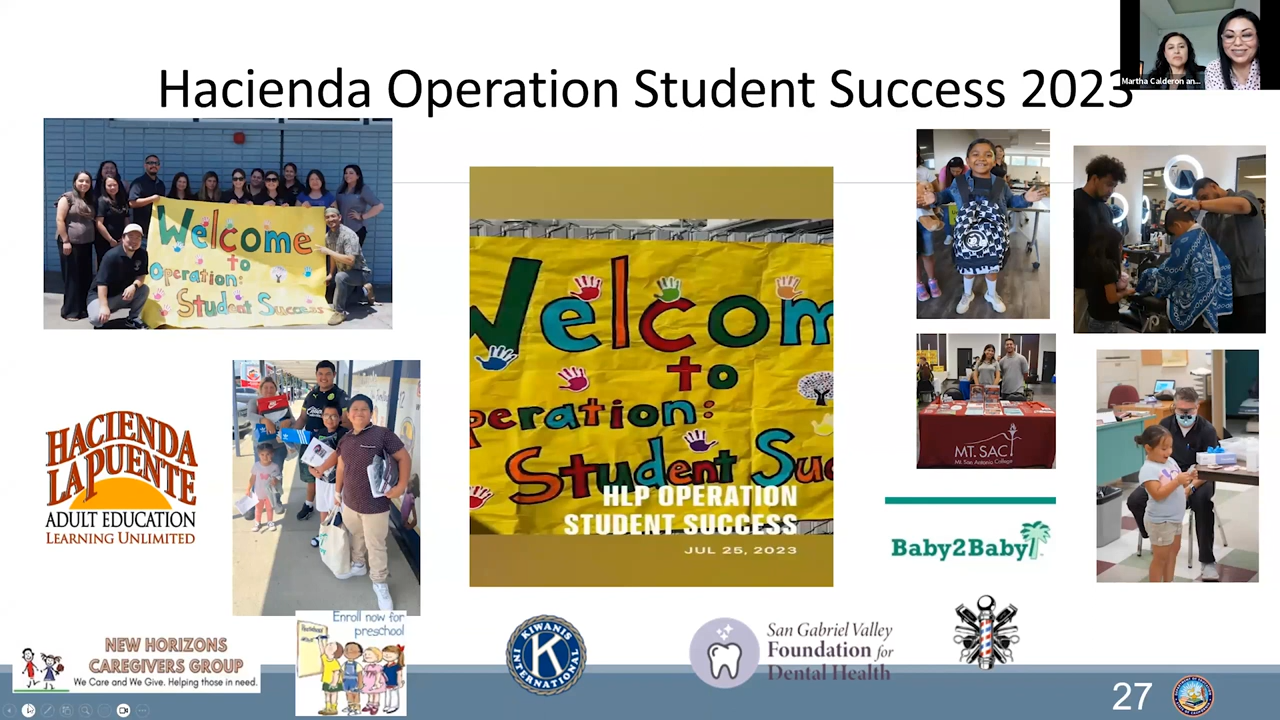 Martha Calderon an...
Hacienda Operation Student Success 2023
Welcome
to
Operation:
Student Success
Welcom
to
peration:
Student Suc
HLP OPERATION
STUDENT SUCCESS
JUL 25, 2023
MT. SAC
Mt. San Antonio College
HACIENDA
LA PUENTE
ADULT EDUCATION
LEARNING UNLIMITED
Baby2Baby
NEW HORIZONS
CAREGIVERS GROUP
We Care and We Give. Helping those in need.
Enroll now for
preschool
KIWANIS
K
INTERNATIONAL
San Gabriel Valley
Foundation for
Dental Health
27